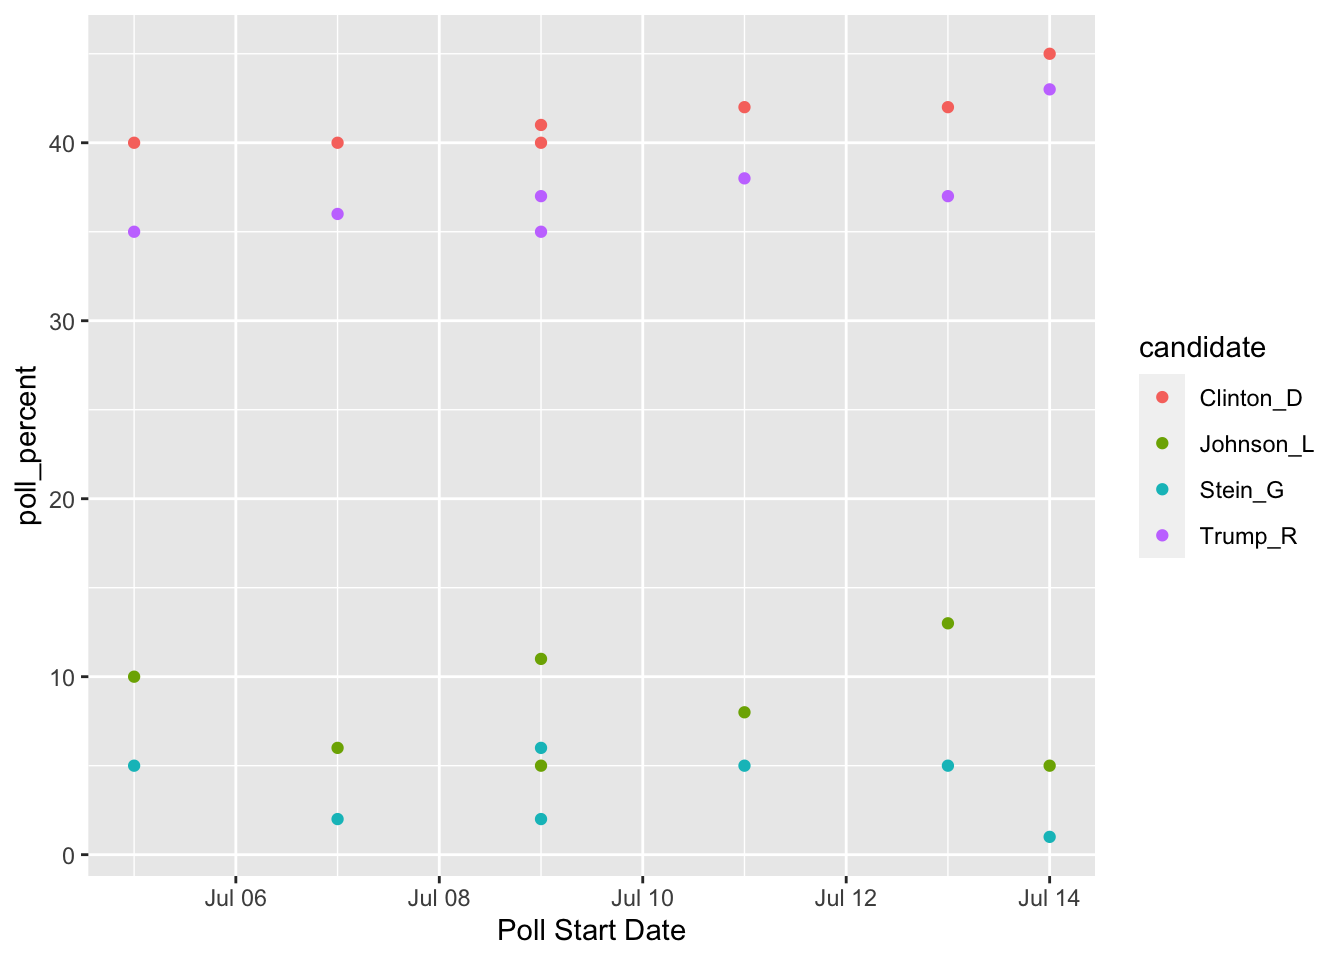 40
30
20
10
0
poll_percent
Jul 06
Jul 08
Jul 10
Jul 12
Jul 14
Poll Start Date
candidate
Clinton_D
Johnson_L
Stein_G
Trump_R